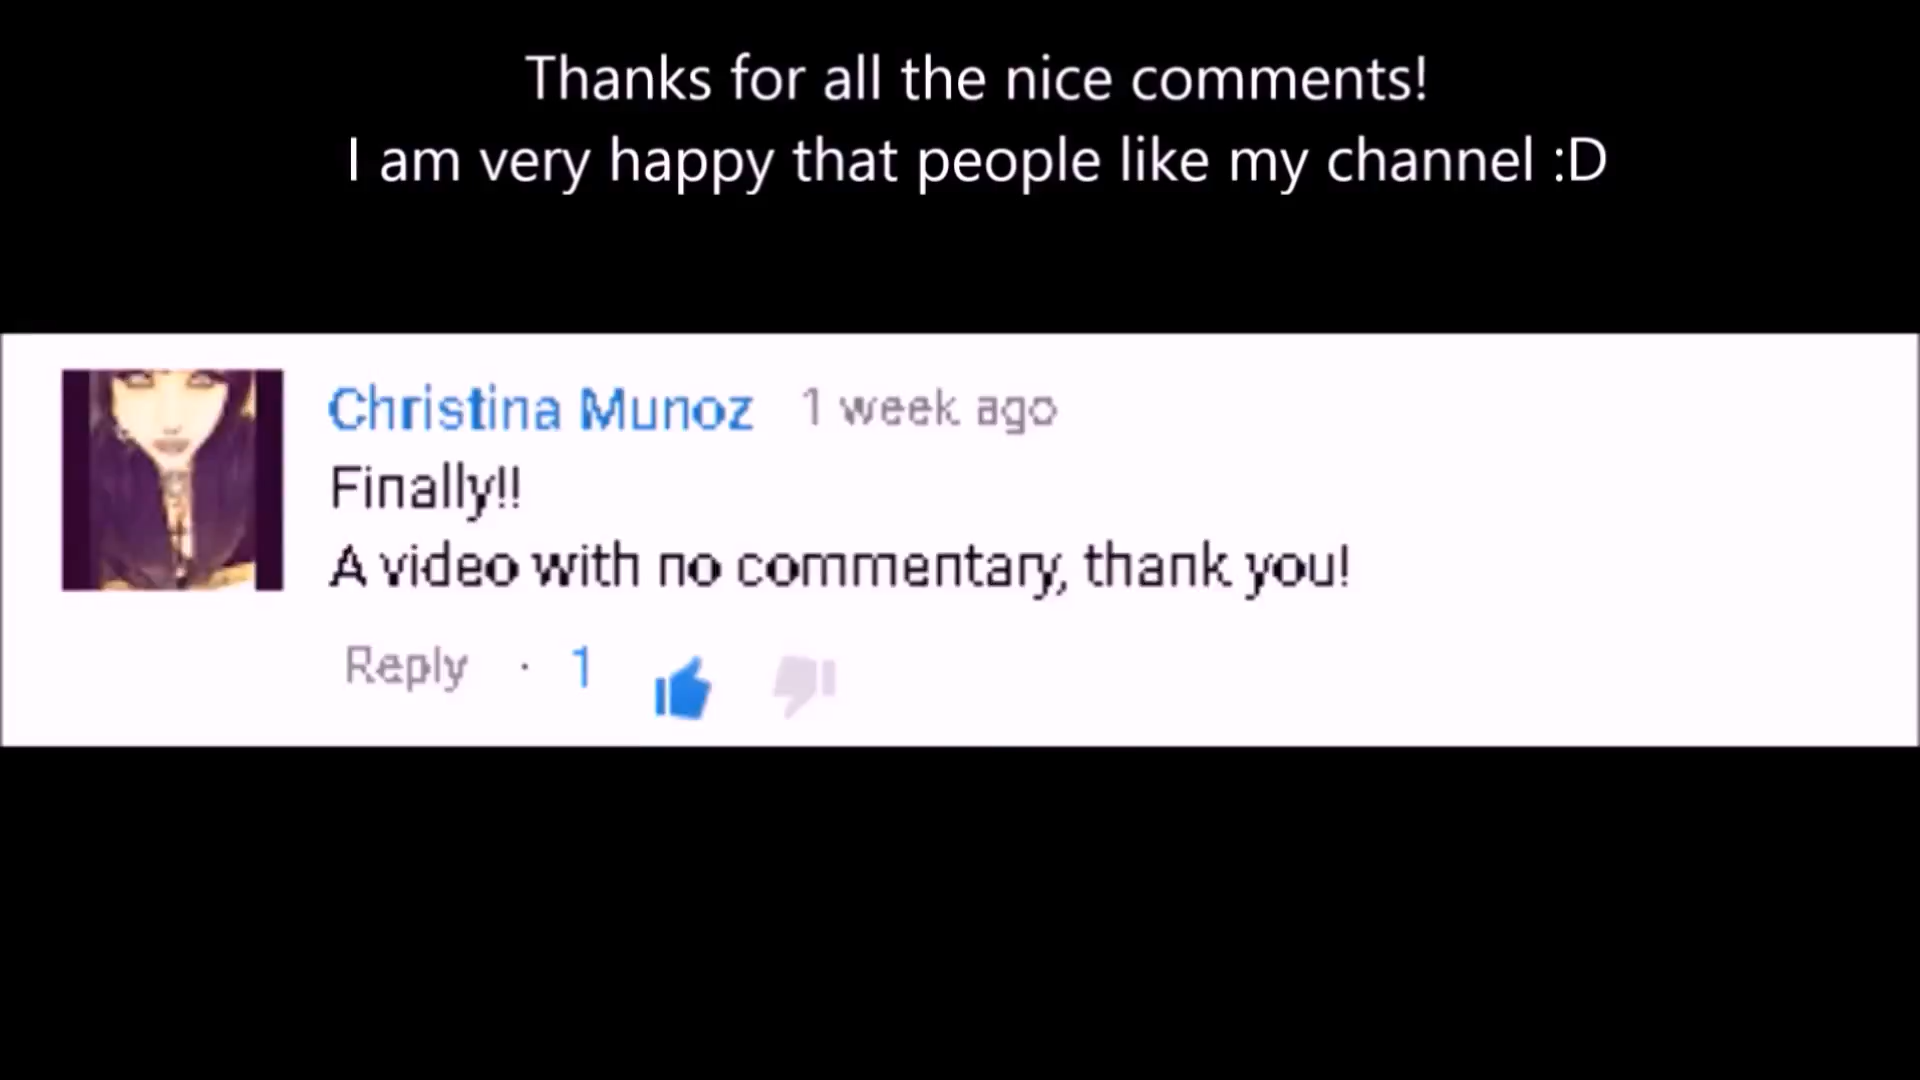 Thanks for all the nice comments!
I am very happy that people like my channel :D
Christina Munoz 1 week ago
Finally!!
A video with no commentary, thank you!
Reply · 1